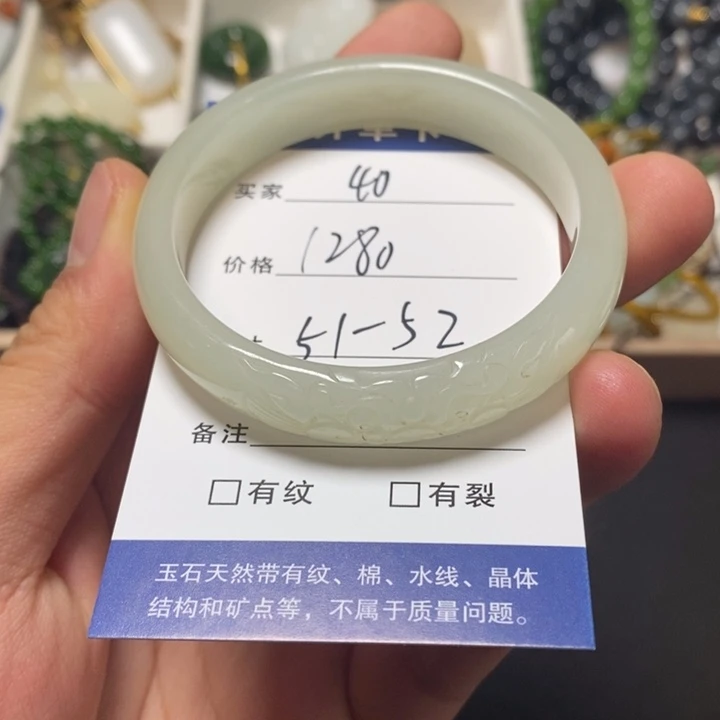 买家 40
价格 1280
51-52
备注
□有纹 □有裂
玉石天然带有纹、棉、水线、晶体
结构和矿点等，不属于质量问题。